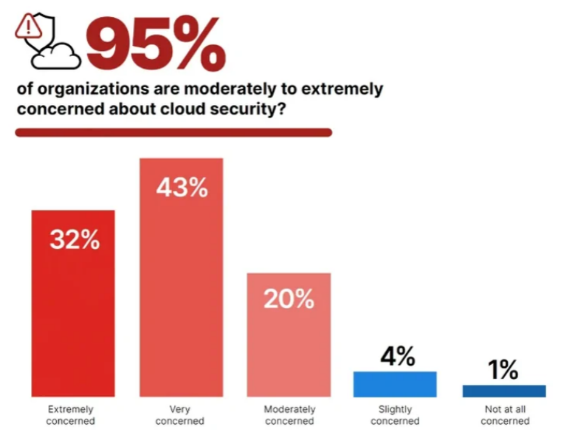 95%
of organizations are moderately to extremely
concerned about cloud security?
32%
43%
20%
4%
1%
Extremely
concerned
Very
concerned
Moderately
concerned
Slightly
concerned
Not at all
concerned